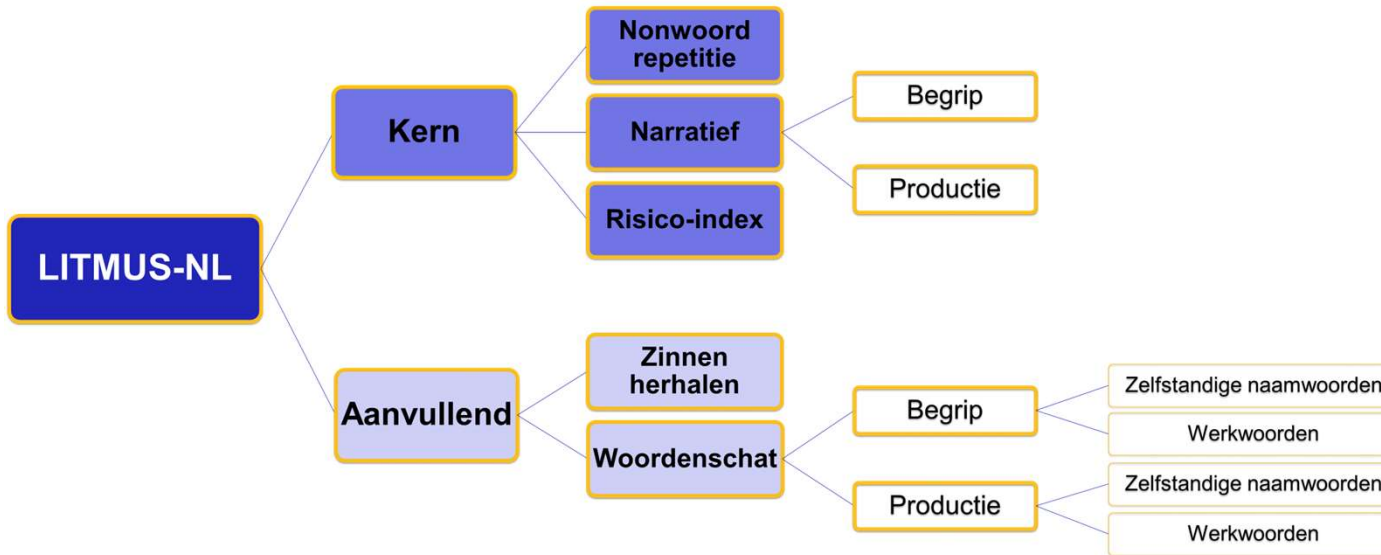 LITMUS-NL
Kern
Nonwoord
repetitie
Narratief
Begrip
Productie
Risico-index
Aanvullend
Zinnen
herhalen
Woordenschat
Begrip
Zelfstandige naamwoorden
Werkwoorden
Productie
Zelfstandige naamwoorden
Werkwoorden